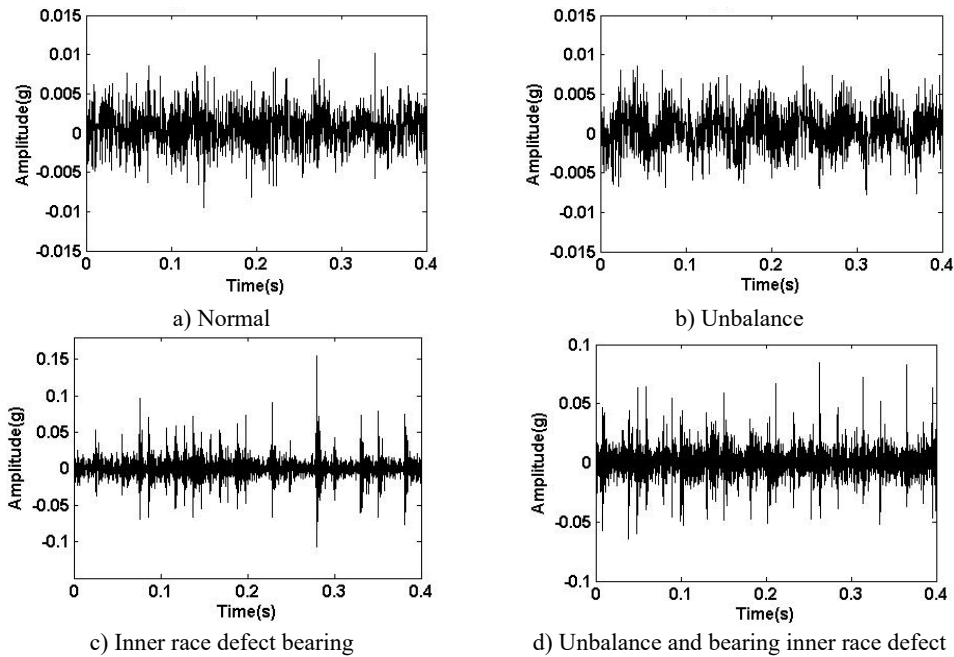 0.015
0.01
0.005
0
-0.005
-0.01
-0.015
Amplitude(g)
0 0.1 0.2 0.3 0.4
Time(s)
a) Normal
0.015
0.01
0.005
0
-0.005
-0.01
-0.015
Amplitude(g)
0 0.1 0.2 0.3 0.4
Time(s)
b) Unbalance
0.15
0.1
0.05
0
-0.05
-0.1
Amplitude(g)
0 0.1 0.2 0.3 0.4
Time(s)
c) Inner race defect bearing
0.1
0.05
0
-0.05
-0.1
Amplitude(g)
0 0.1 0.2 0.3 0.4
Time(s)
d) Unbalance and bearing inner race defect